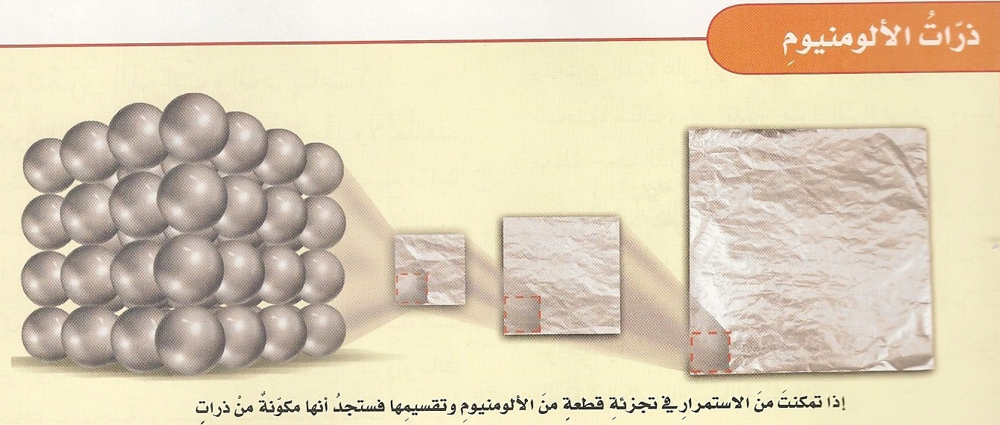 ذرّاتُ الألومنيومِ
إذا تمكنتَ منَ الاستمرارِ في تجزئةِ قطعةٍ منَ الألومنيومِ وتقسيمِها فستجدُ أنها مكوّنةٌ منْ ذراتٍ